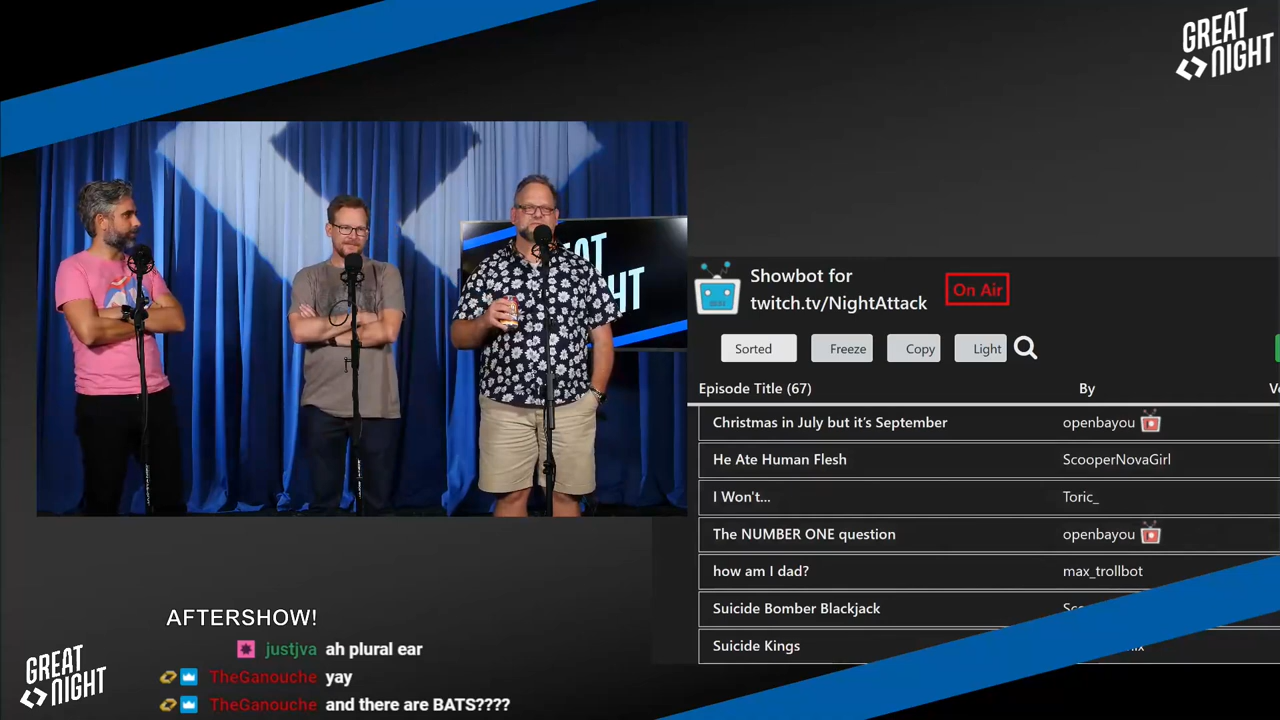 GREAT
NIGHT
Showbot for
twitch.tv/NightAttack
On Air
Sorted
Freeze
Copy
Light
Episode Title (67)
By
Christmas in July but it's September
openbayou
He Ate Human Flesh
ScooperNovaGirl
I Won't...
Toric_
The NUMBER ONE question
openbayou
how am I dad?
max_trollbot
Suicide Bomber Blackjack
Suicide Kings
AFTERSHOW!
justjva ah plural ear
TheGanouche yay
TheGanouche and there are BATS????
GREAT
NIGHT